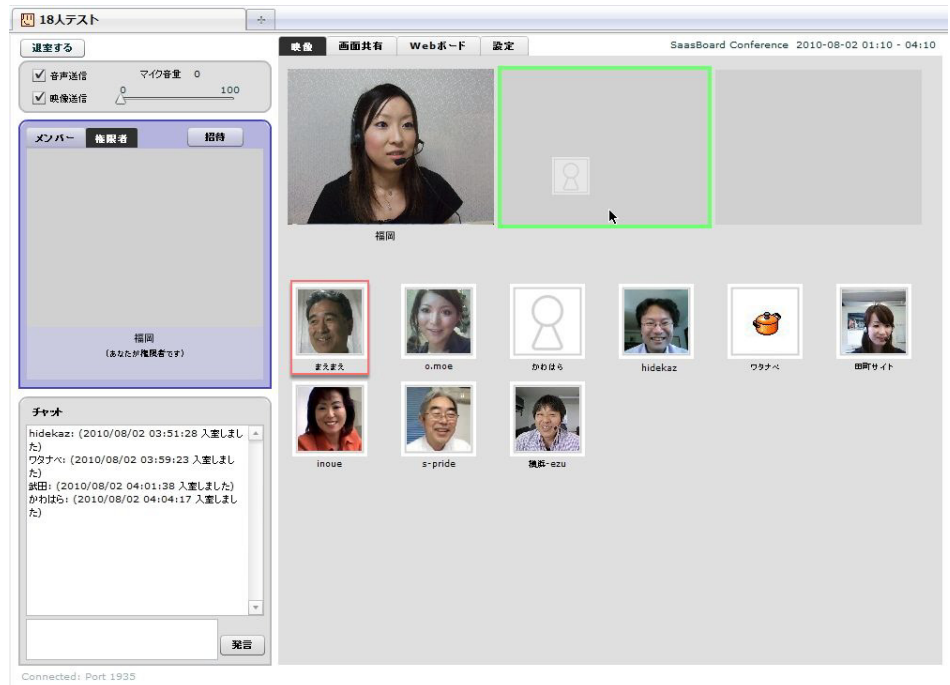 18人テスト
退室する
映像 画面共有 Webボード 設定
SaasBoard Conference 2010-08-02 01:10 - 04:10
音声送信
マイク音量 0
映像送信
0 100
メンバー 権限者 招待
福岡
(あなたが権限者です)
福岡
まえまえ o.moe かわはら hidekaz ワタナベ 田町サイト
inoue s-pride 横浜-ezu
チャット
hidekaz: (2010/08/02 03:51:28 入室しまし
た)
ワタナベ: (2010/08/02 03:59:23 入室しまし
た)
武田: (2010/08/02 04:01:38 入室しました)
かわはら: (2010/08/02 04:04:17 入室しまし
た)
発言
Connected: Port 1935